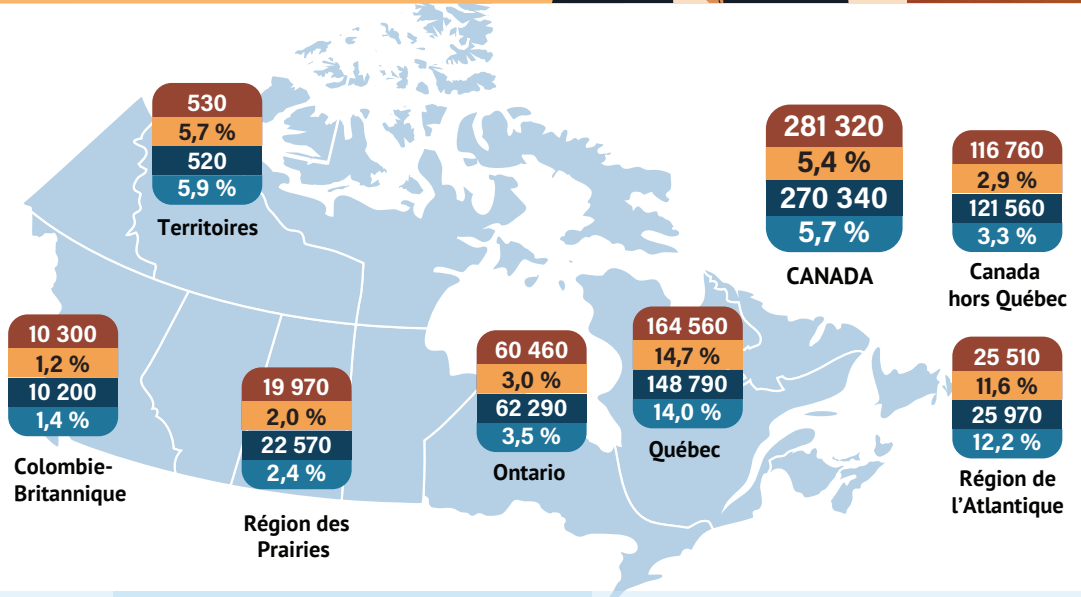 530
5,7 %
520
5,9 %
Territoires
281 320
5,4 %
270 340
5,7 %
CANADA
116 760
2,9 %
121 560
3,3 %
Canada
hors Québec
10 300
1,2 %
10 200
1,4 %
Colombie-
Britannique
19 970
2,0 %
22 570
2,4 %
Région des
Prairies
60 460
3,0 %
62 290
3,5 %
Ontario
164 560
14,7 %
148 790
14,0 %
Québec
25 510
11,6 %
25 970
12,2 %
Région de
l’Atlantique